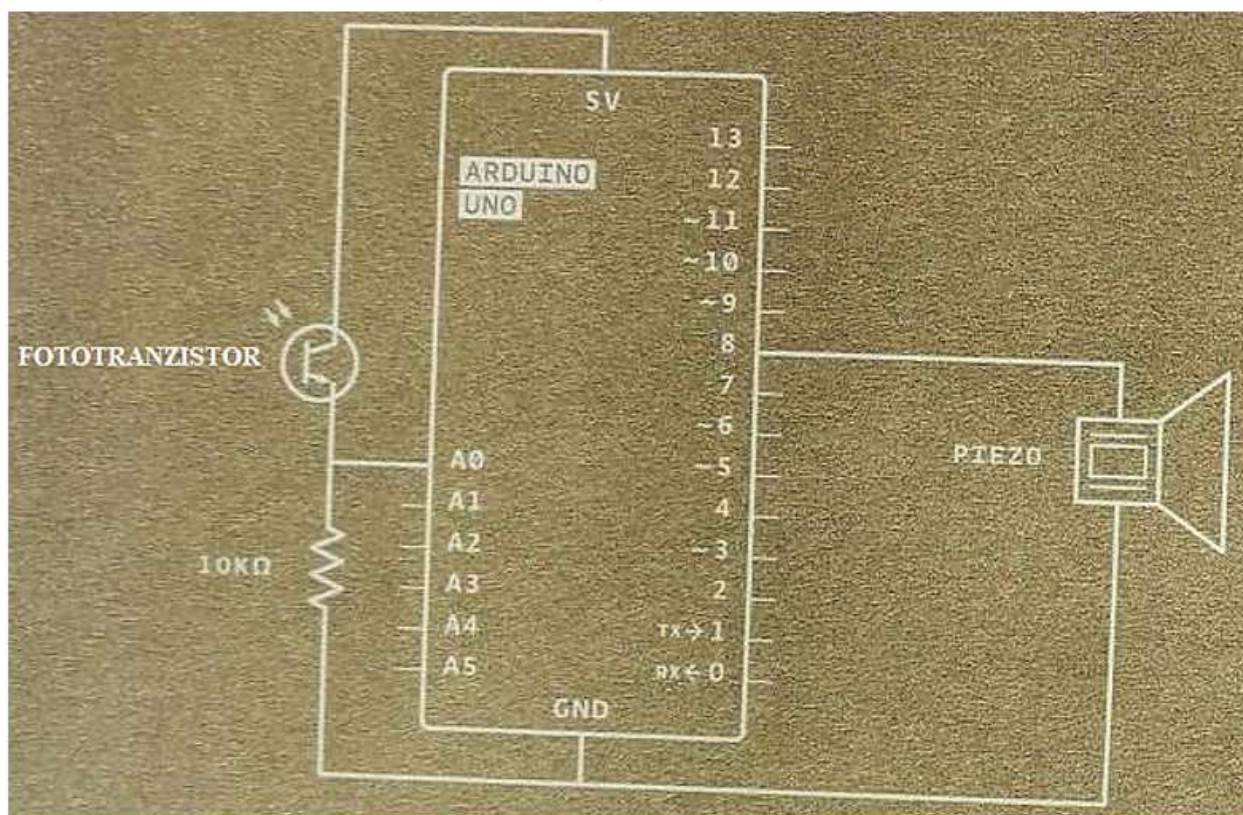 5V
ARDUINO
UNO
13
12
~11
~10
~9
8
7
~6
~5
4
~3
2
TX→1
RX←0
FOTOTRANZISTOR
A0
A1
A2
A3
A4
A5
10KΩ
GND
PIEZO